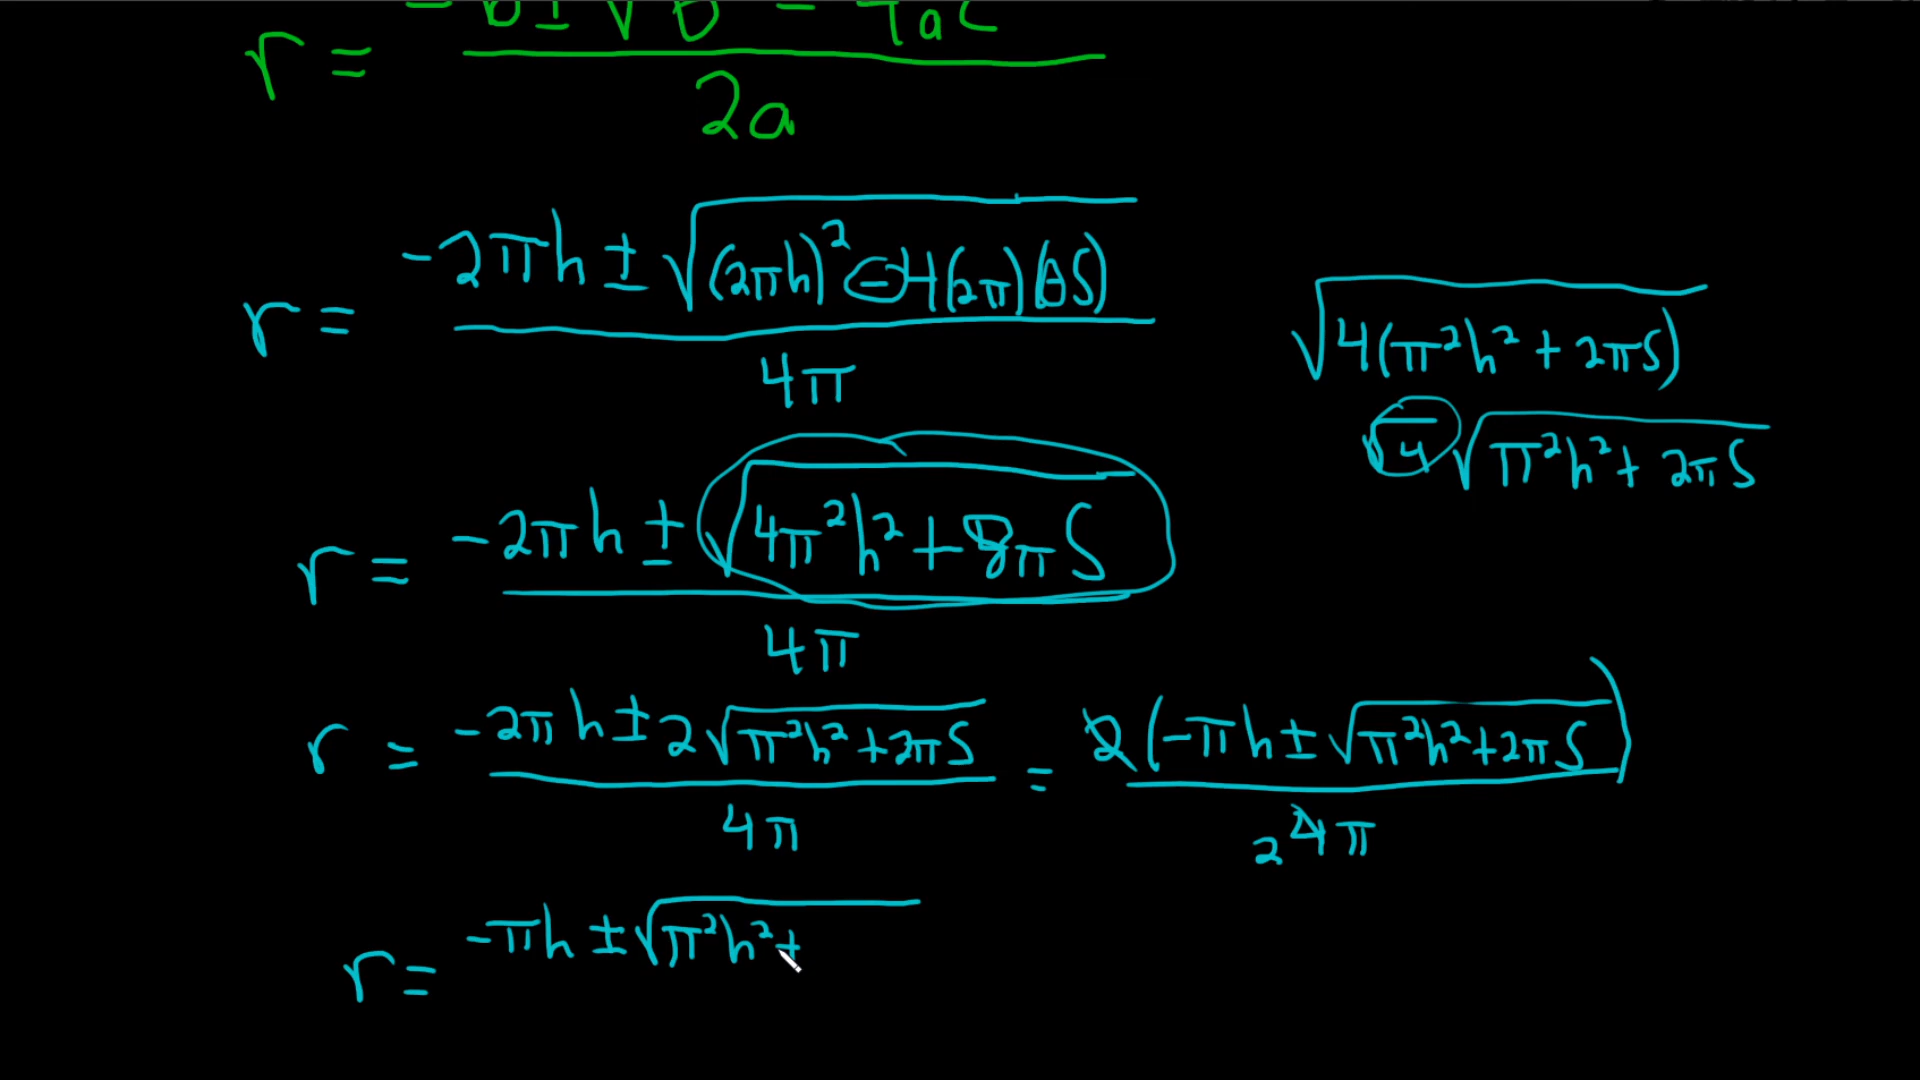 r = -b ± √b - 4ac / 2a
r = -2πh ± √(2πh)² - 4(2π)(-S) / 4π
√4(π²h² + 2πS)
√4 √π²h² + 2πS
r = -2πh ± √4π²h² + 8πS / 4π
r = -2πh ± 2√π²h² + 2πS / 4π = 2(-πh ± √π²h² + 2πS) / 2 4π
r = -πh ± √π²h² +